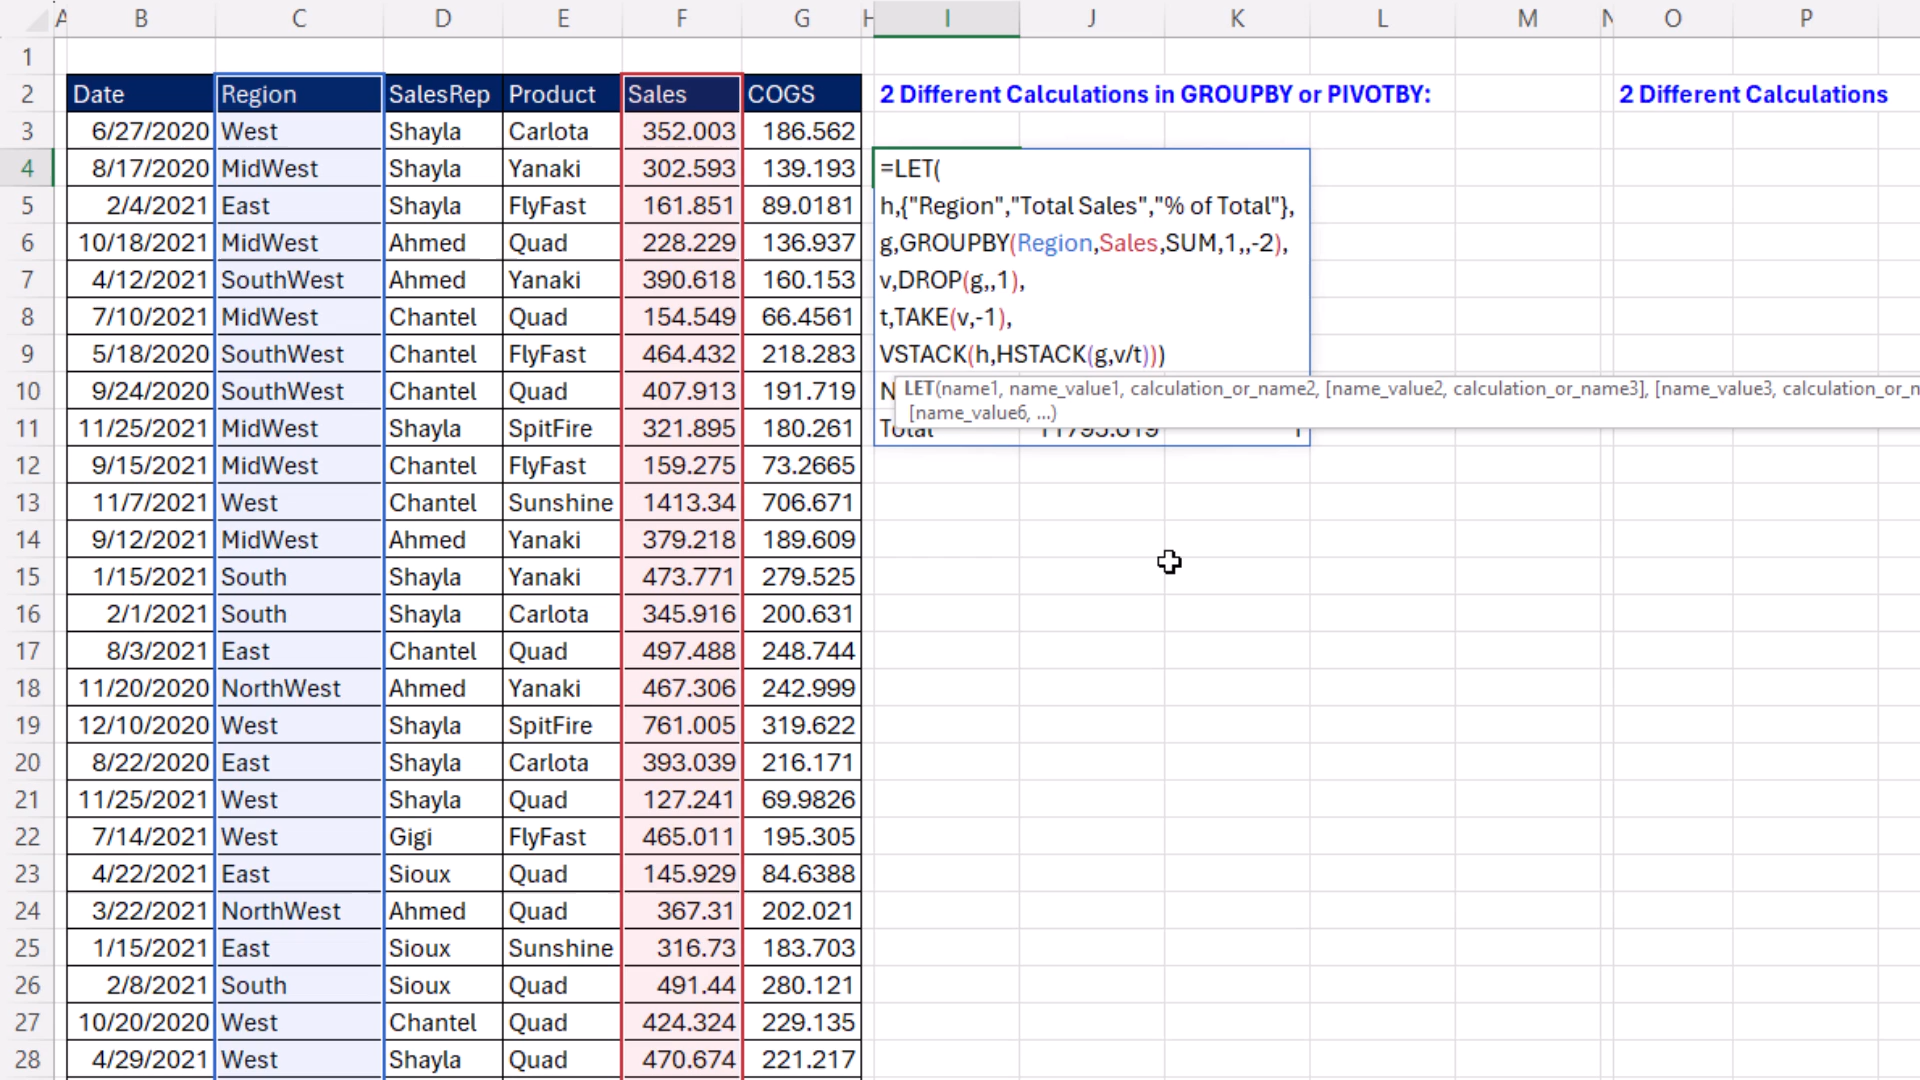 A B C D E F G H I J K L M N O P
1
2 Date Region SalesRep Product Sales COGS 2 Different Calculations in GROUPBY or PIVOTBY: 2 Different Calculations
3 6/27/2020 West Shayla Carlota 352.003 186.562
4 8/17/2020 MidWest Shayla Yanaki 302.593 139.193 =LET(
5 2/4/2021 East Shayla FlyFast 161.851 89.0181 h,{"Region","Total Sales","% of Total"},
6 10/18/2021 MidWest Ahmed Quad 228.229 136.937 g,GROUPBY(Region,Sales,SUM,1,,-2),
7 4/12/2021 SouthWest Ahmed Yanaki 390.618 160.153 v,DROP(g,,1),
8 7/10/2021 MidWest Chantel Quad 154.549 66.4561 t,TAKE(v,-1),
9 5/18/2020 SouthWest Chantel FlyFast 464.432 218.283 VSTACK(h,HSTACK(g,v/t)))
10 9/24/2020 SouthWest Chantel Quad 407.913 191.719
LET(name1, name_value1, calculation_or_name2, [name_value2, calculation_or_name3], [name_value3, calculation_or_n
[name_value6, ...)
11 11/25/2021 MidWest Shayla SpitFire 321.895 180.261 Total 11795.619 1
12 9/15/2021 MidWest Chantel FlyFast 159.275 73.2665
13 11/7/2021 West Chantel Sunshine 1413.34 706.671
14 9/12/2021 MidWest Ahmed Yanaki 379.218 189.609
15 1/15/2021 South Shayla Yanaki 473.771 279.525
16 2/1/2021 South Shayla Carlota 345.916 200.631
17 8/3/2021 East Chantel Quad 497.488 248.744
18 11/20/2020 NorthWest Ahmed Yanaki 467.306 242.999
19 12/10/2020 West Shayla SpitFire 761.005 319.622
20 8/22/2020 East Shayla Carlota 393.039 216.171
21 11/25/2021 West Shayla Quad 127.241 69.9826
22 7/14/2021 West Gigi FlyFast 465.011 195.305
23 4/22/2021 East Sioux Quad 145.929 84.6388
24 3/22/2021 NorthWest Ahmed Quad 367.31 202.021
25 1/15/2021 East Sioux Sunshine 316.73 183.703
26 2/8/2021 South Sioux Quad 491.44 280.121
27 10/20/2020 West Chantel Quad 424.324 229.135
28 4/29/2021 West Shayla Quad 470.674 221.217